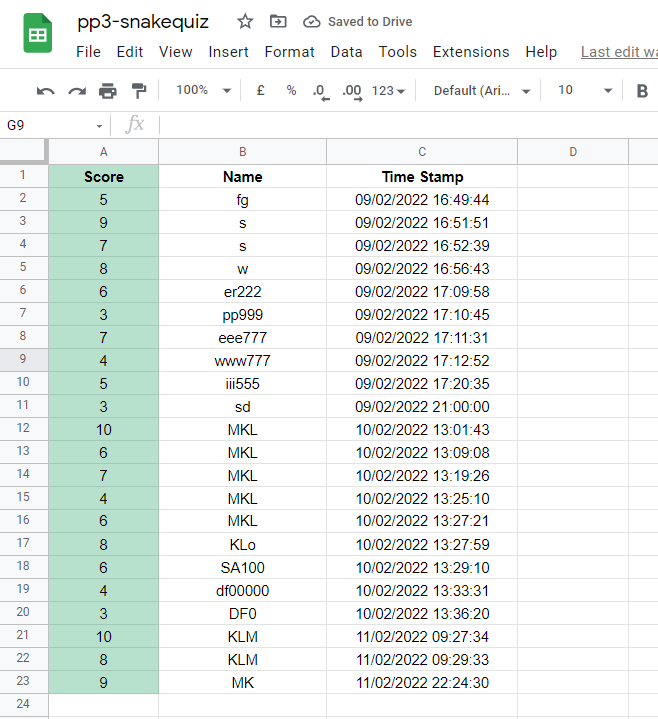 pp3-snakequiz Saved to Drive
File Edit View Insert Format Data Tools Extensions Help Last edit wa
100% £ % .0 .00 123 Default (Ari... 10 B
G9 fx
A B C D
1 Score Name Time Stamp
2 5 fg 09/02/2022 16:49:44
3 9 s 09/02/2022 16:51:51
4 7 s 09/02/2022 16:52:39
5 8 w 09/02/2022 16:56:43
6 6 er222 09/02/2022 17:09:58
7 3 pp999 09/02/2022 17:10:45
8 7 eee777 09/02/2022 17:11:31
9 4 www777 09/02/2022 17:12:52
10 5 iii555 09/02/2022 17:20:35
11 3 sd 09/02/2022 21:00:00
12 10 MKL 10/02/2022 13:01:43
13 6 MKL 10/02/2022 13:09:08
14 7 MKL 10/02/2022 13:19:26
15 4 MKL 10/02/2022 13:25:10
16 6 MKL 10/02/2022 13:27:21
17 8 KLo 10/02/2022 13:27:59
18 6 SA100 10/02/2022 13:29:10
19 4 df00000 10/02/2022 13:33:31
20 3 DF0 10/02/2022 13:36:20
21 10 KLM 11/02/2022 09:27:34
22 8 KLM 11/02/2022 09:29:33
23 9 MK 11/02/2022 22:24:30
24